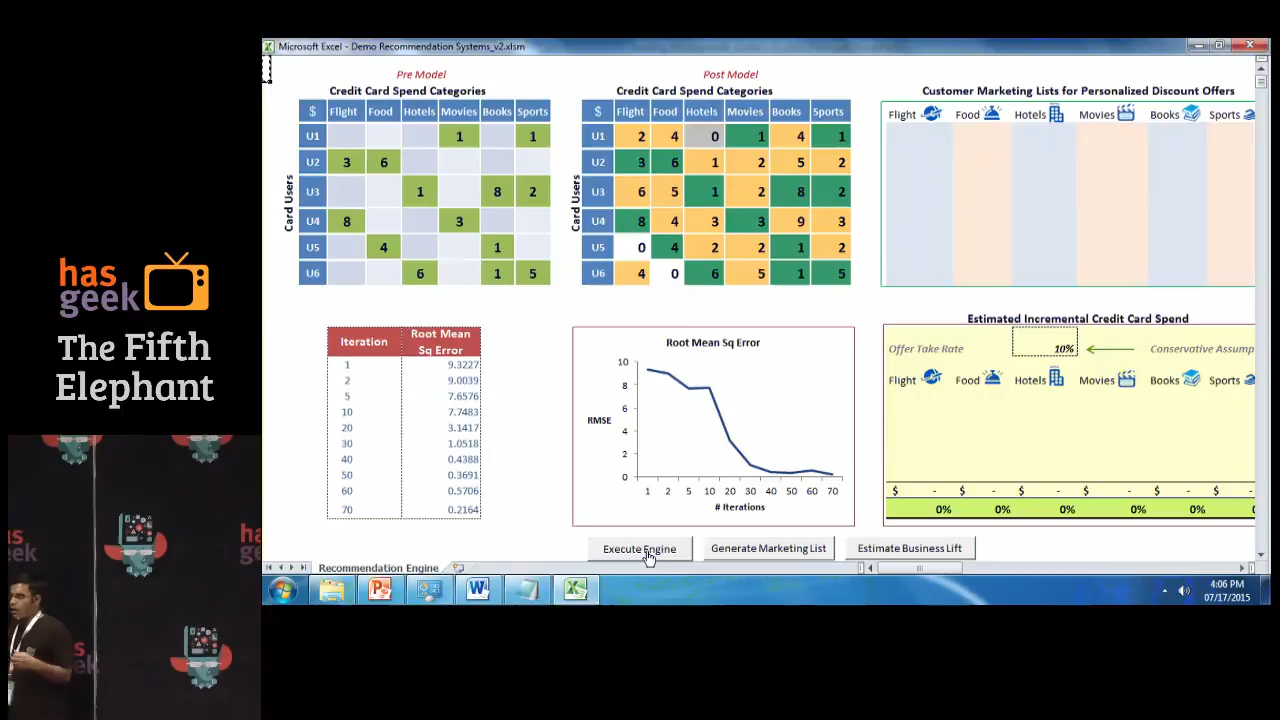 Microsoft Excel - Demo Recommendation Systems_v2.xlsm
Pre Model
Credit Card Spend Categories
$ Flight Food Hotels Movies Books Sports
U1 1 1
U2 3 6
U3 1 8 2
U4 8 3
U5 4 1
U6 6 1 5
Card Users
Post Model
Credit Card Spend Categories
$ Flight Food Hotels Movies Books Sports
U1 2 4 0 1 4 1
U2 3 6 1 2 5 2
U3 6 5 1 2 8 2
U4 8 4 3 3 9 3
U5 0 4 2 2 1 2
U6 4 0 6 5 1 5
Card Users
Customer Marketing Lists for Personalized Discount Offers
Flight Food Hotels Movies Books Sports
Iteration Root Mean
Sq Error
1 9.3227
2 9.0039
5 7.6576
10 7.7483
20 3.1417
30 1.0518
40 0.4388
50 0.3691
60 0.5706
70 0.2164
Root Mean Sq Error
10
8
6
4
2
0
RMSE
1 2 5 10 20 30 40 50 60 70
# Iterations
Estimated Incremental Credit Card Spend
Offer Take Rate 10% Conservative Assump
Flight Food Hotels Movies Books Sports
$ - $ - $ - $ - $ - $ -
0% 0% 0% 0% 0% 0
Execute Engine Generate Marketing List Estimate Business Lift
Recommendation Engine
4:06 PM
07/17/2015
has
geek
The Fifth
Elephant
has
geek